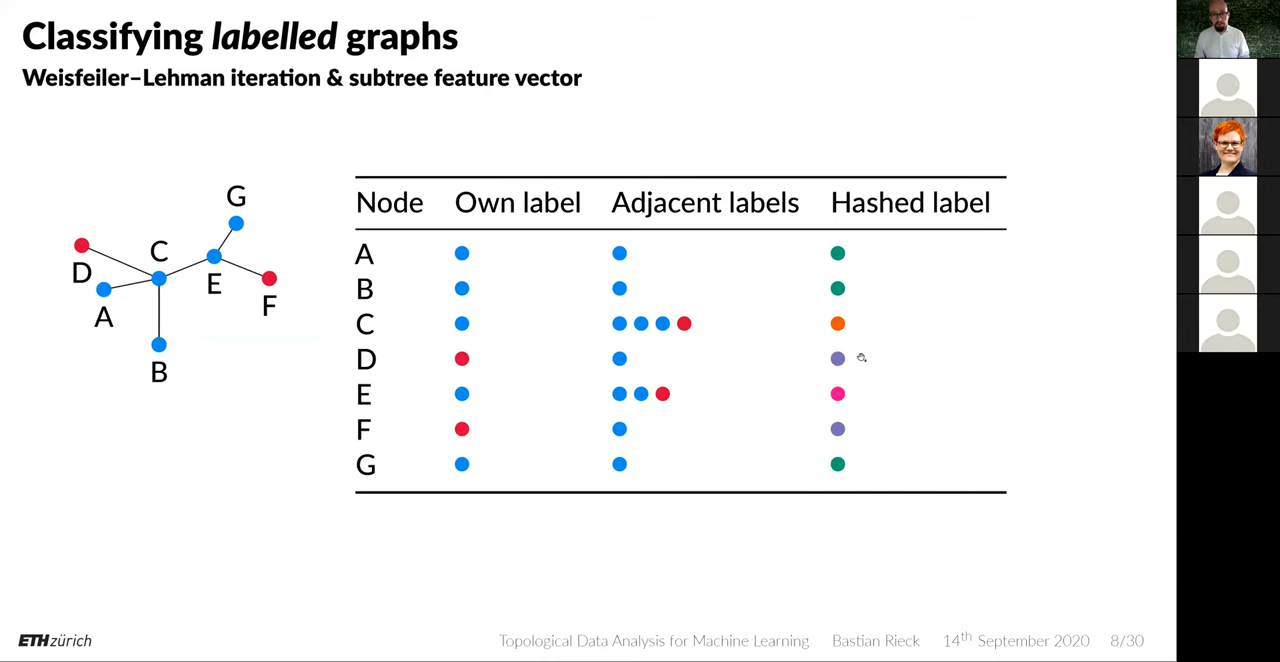 Classifying labelled graphs
Weisfeiler–Lehman iteration & subtree feature vector
G
C
D
E
A
F
B
Node Own label Adjacent labels Hashed label
A
B
C
D
E
F
G
ETH zürich Topological Data Analysis for Machine Learning Bastian Rieck 14th September 2020 8/30